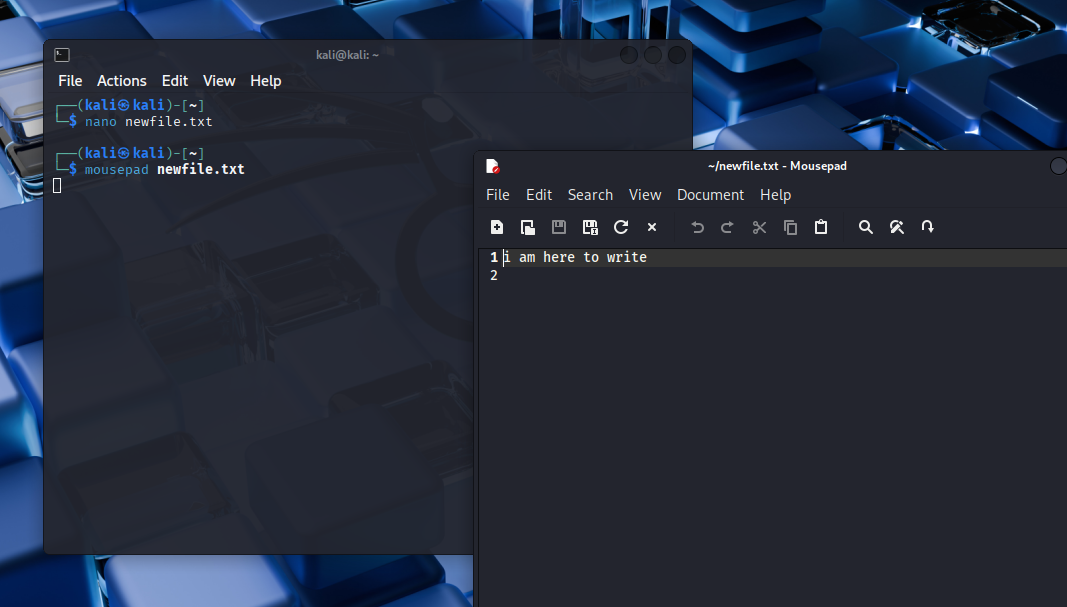 kali@kali: ~
File Actions Edit View Help
┌──(kali㉿kali)-[~]
└─$ nano newfile.txt
┌──(kali㉿kali)-[~]
└─$ mousepad newfile.txt
~/newfile.txt - Mousepad
File Edit Search View Document Help
1 i am here to write
2